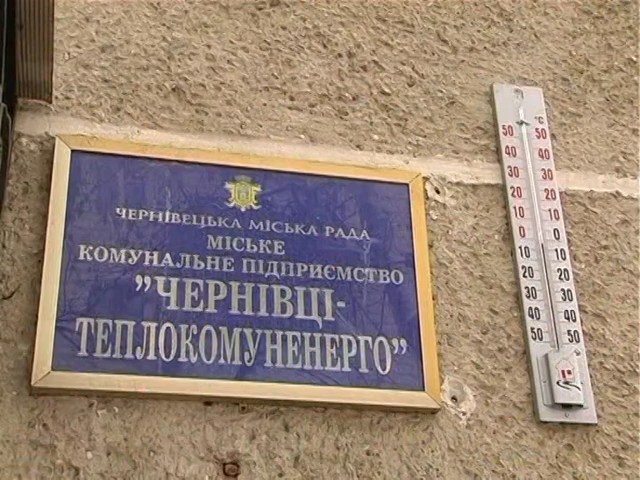 ЧЕРНІВЕЦЬКА МІСЬКА РАДА
МІСЬКЕ
КОМУНАЛЬНЕ ПІДПРИЄМСТВО
"ЧЕРНІВЦІ-
ТЕПЛОКОМУНЕНЕРГО"
°C
50 50
40 40
30 30
20 20
10 10
0 0
10 10
20 20
30 30
40 40
50 50